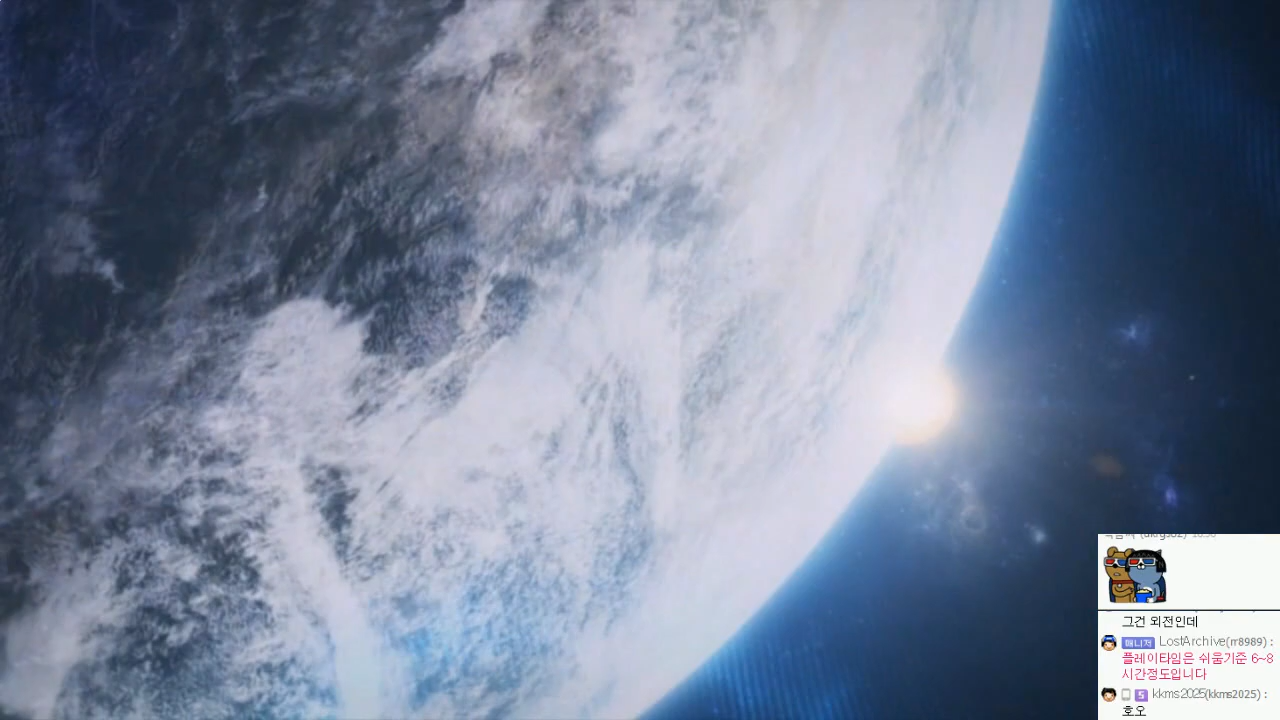 그건 외전인데
매니저 LostArchive(rr8989) :
플레이타임은 쉬움기준 6~8
시간정도입니다
5 kkms2025(kkms2025) :
호오